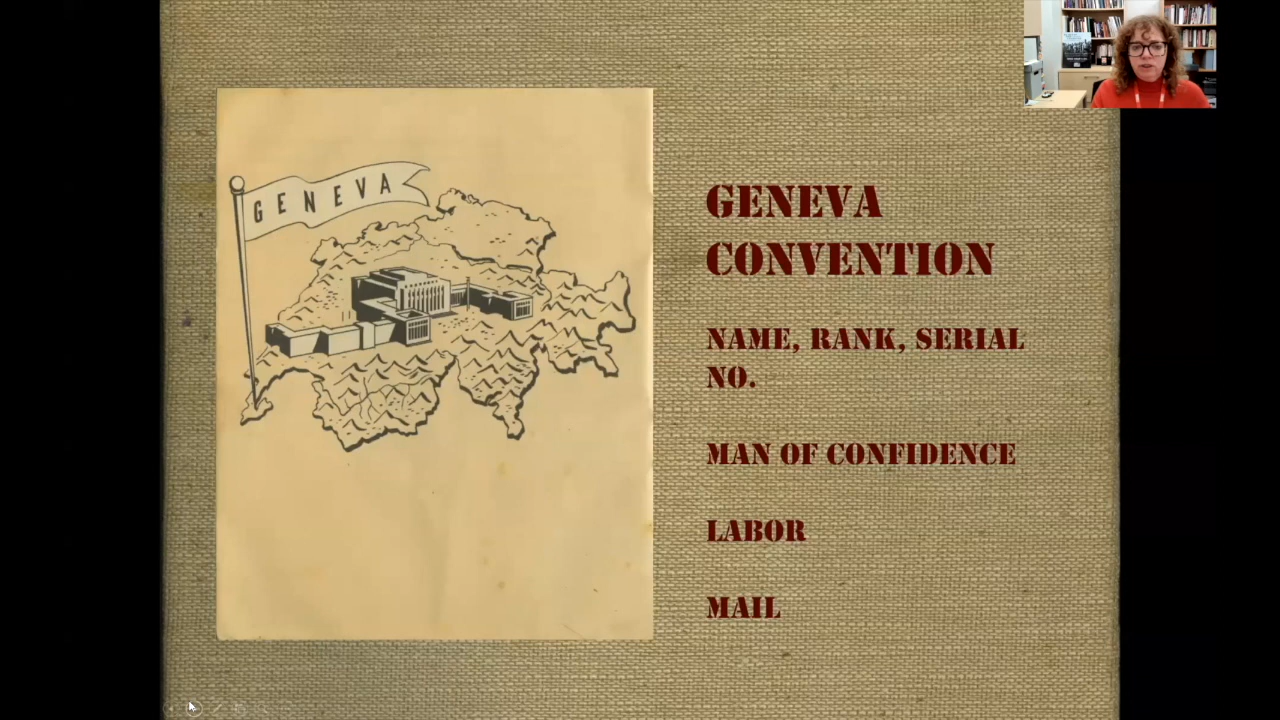 GENEVA
GENEVA
CONVENTION
NAME, RANK, SERIAL
NO.
MAN OF CONFIDENCE
LABOR
MAIL